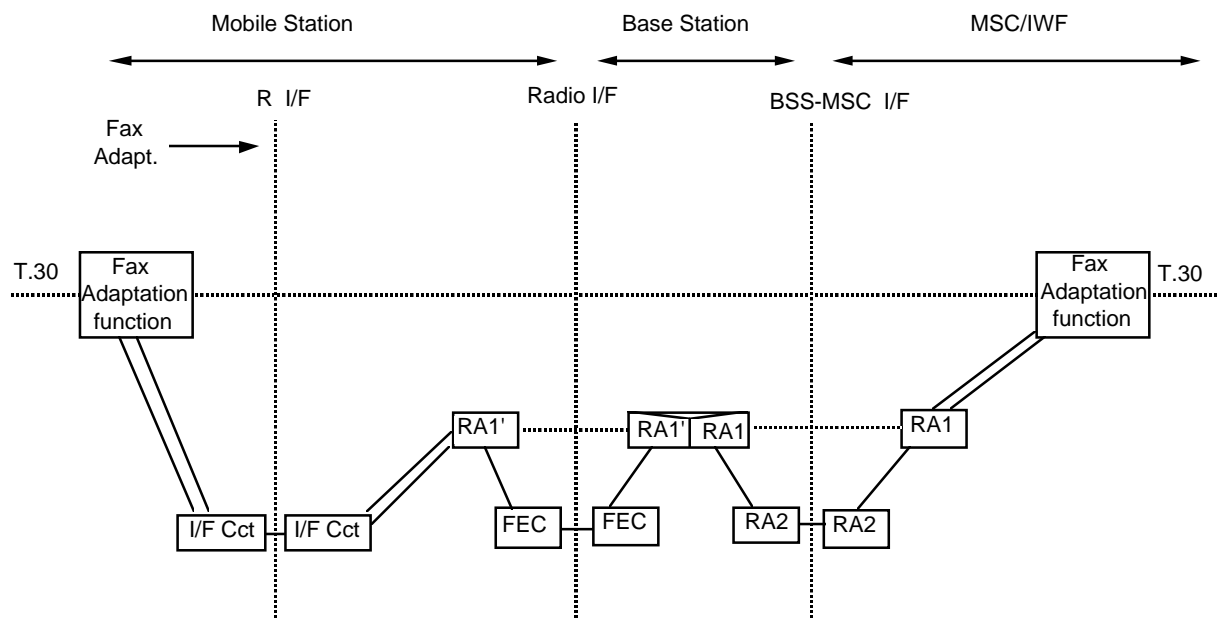 Mobile Station Base Station MSC/IWF
R I/F Radio I/F BSS-MSC I/F
Fax
Adapt.
T.30
Fax
Adaptation
function
Fax
Adaptation
function
T.30
RA1' RA1' RA1 RA1
I/F Cct I/F Cct FEC FEC RA2 RA2